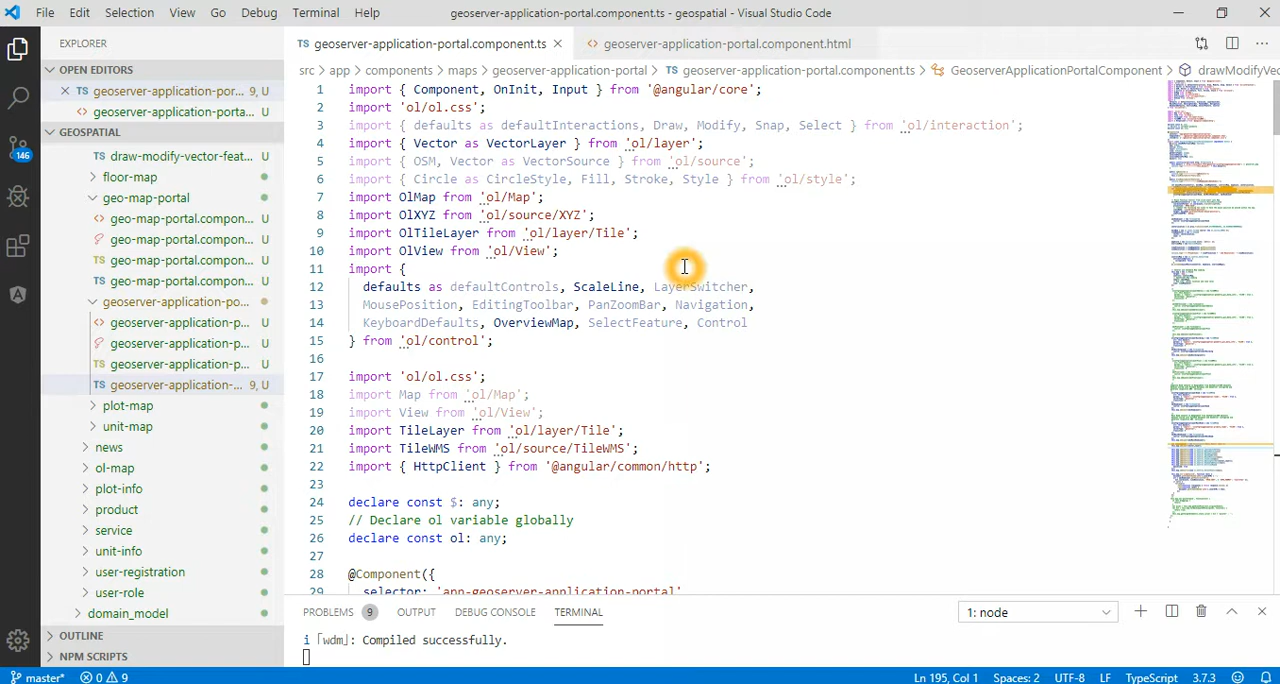 File Edit Selection View Go Debug Terminal Help geoserver-application-portal.component.ts - geospatial - Visual Studio Code
EXPLORER
OPEN EDITORS
geoserver-application-por... 9, U
geoserver-application-porta... U
GEOSPATIAL
draw-modify-vector-feat... U
floor-map
geo-map-portal
geo-map-portal.compon... U
geo-map-portal.compon... U
geo-map-portal.compon... U
geo-map-portal.compon... U
geoserver-application-po...
geoserver-application-p... U
geoserver-application-p... U
geoserver-application-p... U
geoserver-application-... 9, U
plot-map
unit-map
news
ol-map
plot-info
product
service
unit-info
user-registration
user-role
domain_model
OUTLINE
NPM SCRIPTS
146
TS geoserver-application-portal.component.ts
geoserver-application-portal.component.html
src > app > components > maps > geoserver-application-portal > TS geoserver-application-portal.component.ts > GeoserverApplicationPortalComponent > drawModifyVec
1 import { Component, OnInit, Input } from '@angular/core';
2 import 'ol/ol.css';
3 import { defaults as defaultInteractions, Draw, Modify, Snap, Select } from 'ol/interaction';
4 import { Vector as VectorLayer } from 'ol/layer';
5 import { OSM, Vector as VectorSource } from 'ol/source';
6 import { Circle as CircleStyle, Fill, Stroke, Style } from 'ol/style';
7 import OlMap from 'ol/Map';
8 import OlXYZ from 'ol/source/XYZ';
9 import OlTileLayer from 'ol/layer/Tile';
10 import OlView from 'ol/View';
11 import {
12 defaults as defaultControls, ScaleLine, LayerSwitcher,
13 MousePosition, EditingToolbar, PanZoomBar, Navigation,
14 KeyboardDefaults, OverviewMap, SelectFeature, Control
15 } from 'ol/control';
16
17 import 'ol/ol.css';
18 import Map from 'ol/Map';
19 import View from 'ol/View';
20 import TileLayer from 'ol/layer/Tile';
21 import TileWMS from 'ol/source/TileWMS';
22 import { HttpClient } from '@angular/common/http';
23
24 declare const $: any;
25 // Declare ol variable globally
26 declare const ol: any;
27
28 @Component({
29 selector: 'app-geoserver-application-portal'
PROBLEMS 9 OUTPUT DEBUG CONSOLE TERMINAL 1: node
i ｢wdm｣: Compiled successfully.
master* 0 9 Ln 195, Col 1 Spaces: 2 UTF-8 LF TypeScript 3.7.3